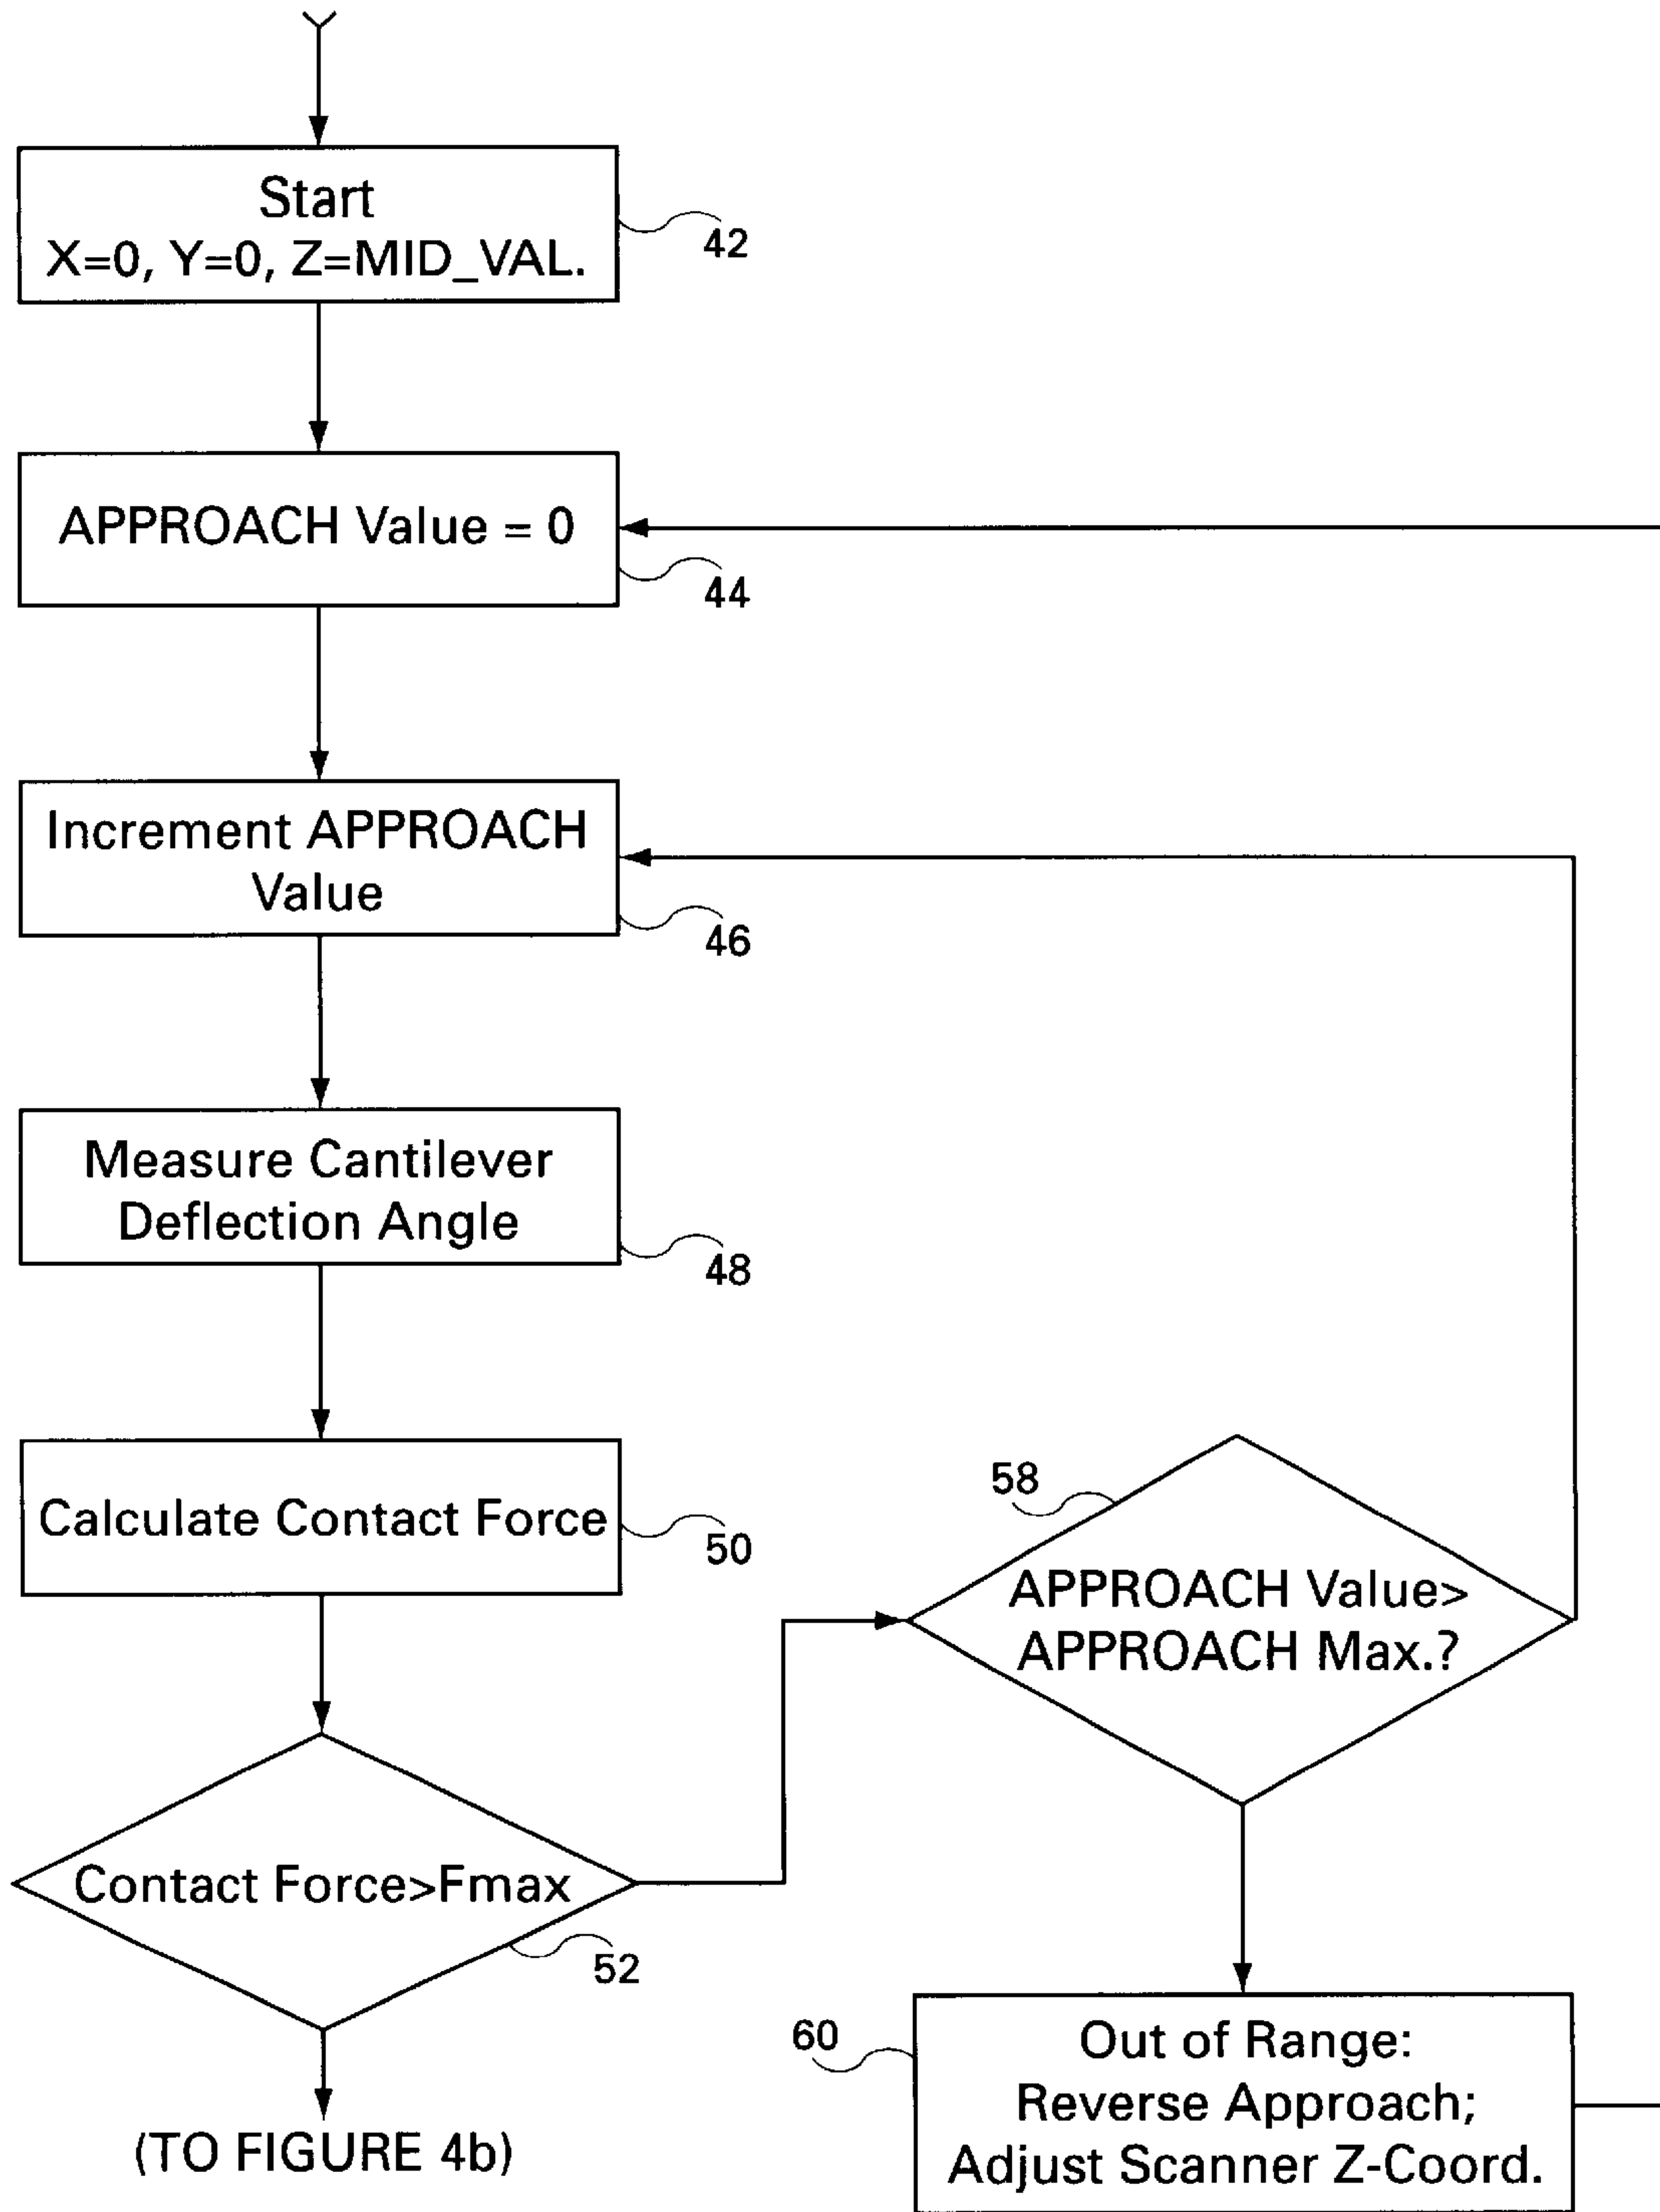 Start
X=0, Y=0, Z=MID_VAL.
42
APPROACH Value = 0
44
Increment APPROACH
Value
46
Measure Cantilever
Deflection Angle
48
Calculate Contact Force
50
58
APPROACH Value>
APPROACH Max.?
Contact Force>Fmax
52
60
Out of Range:
Reverse Approach;
Adjust Scanner Z-Coord.
(TO FIGURE 4b)